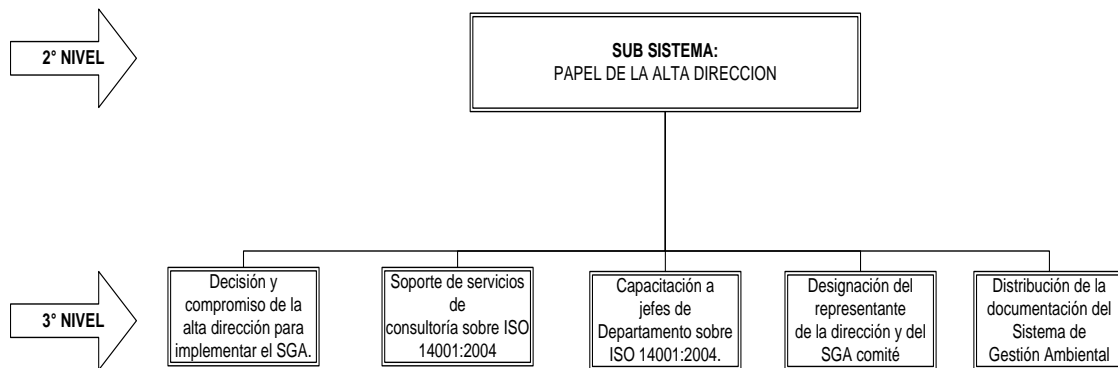 2° NIVEL
SUB SISTEMA:
PAPEL DE LA ALTA DIRECCION
3° NIVEL
Decisión y
compromiso de la
alta dirección para
implementar el SGA.
Soporte de servicios
de
consultoría sobre ISO
14001:2004
Capacitación a
jefes de
Departamento sobre
ISO 14001:2004.
Designación del
representante
de la dirección y del
SGA comité
Distribución de la
documentación del
Sistema de
Gestión Ambiental